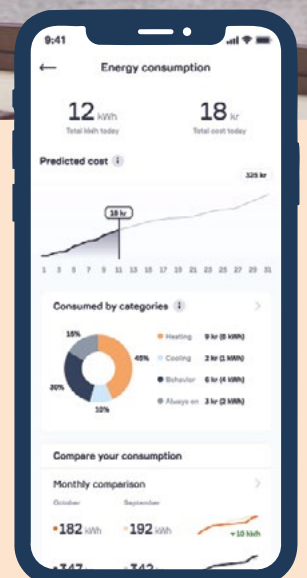 9:41
Energy consumption
12 kWh
18 kr
Total kWh today
Total cost today
Predicted cost i
325 kr
18 kr
1 3 5 7 9 11 13 15 17 19 21 23 25 27 29 31
Consumed by categories i
15%
45%
30%
10%
Heating 9 kr (6 kWh)
Cooling 2 kr (1 kWh)
Behavior 6 kr (4 kWh)
Always on 3 kr (2 kWh)
Compare your consumption
Monthly comparison
October September
182 kWh 192 kWh
10 kWh
347 342